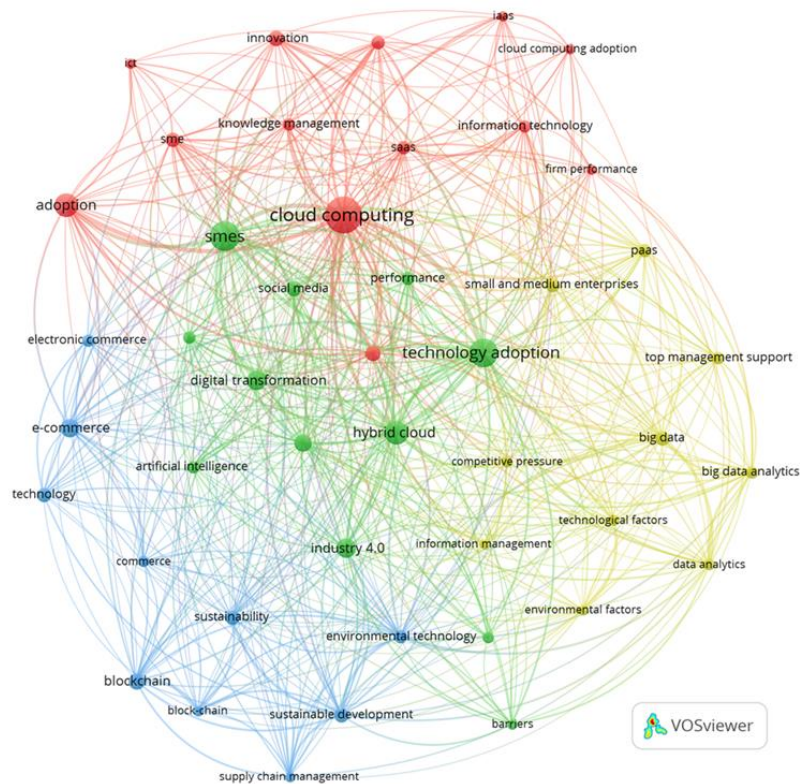 iaas
innovation
cloud computing adoption
ict
knowledge management
information technology
sme
saas
firm performance
adoption
cloud computing
smes
paas
performance
social media
small and medium enterprises
electronic commerce
technology adoption
top management support
digital transformation
e-commerce
hybrid cloud
big data
artificial intelligence
competitive pressure
big data analytics
technology
technological factors
industry 4,0
information management
commerce
data analytics
sustainability
environmental factors
environmental technology
blockchain
block-chain
sustainable development
barriers
VOSviewer
supply chain management